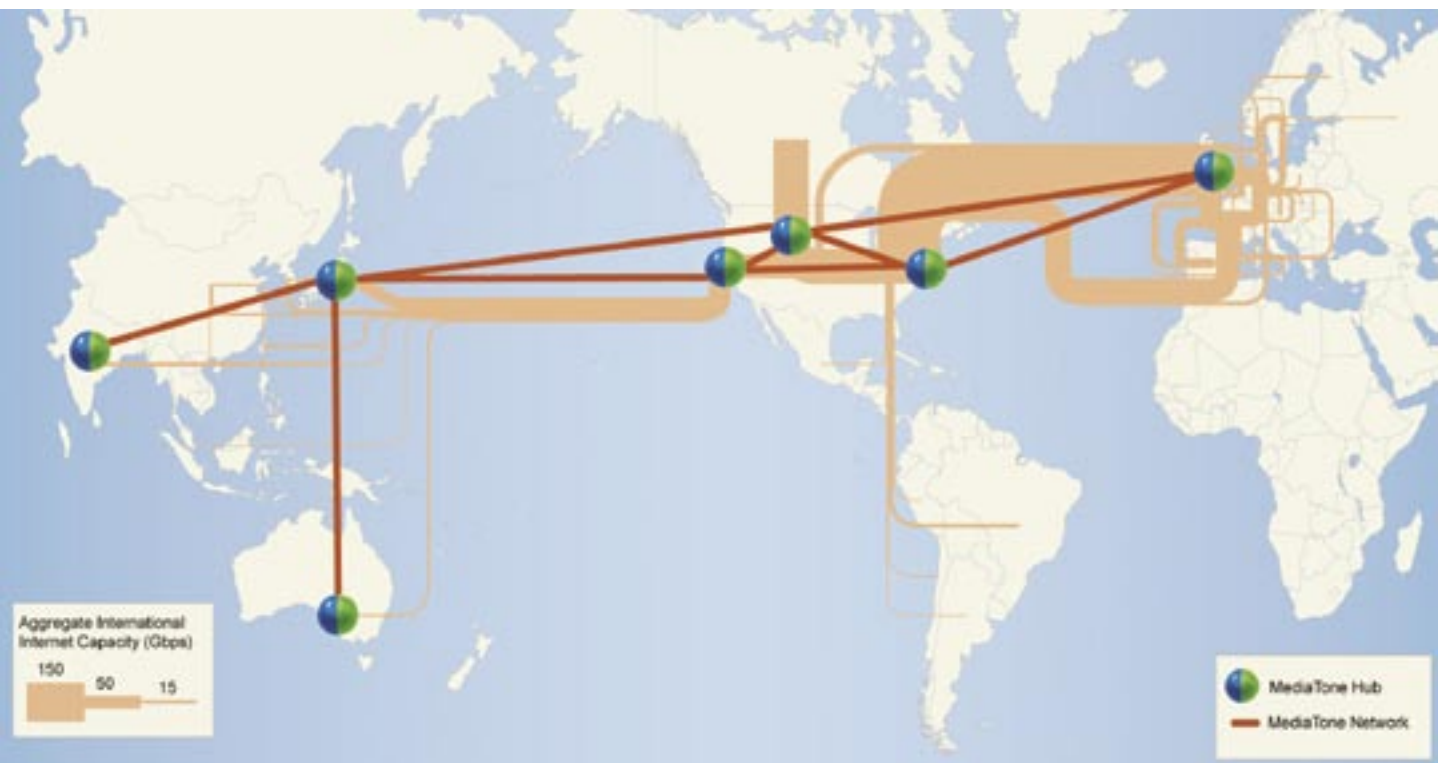 Aggregate International
Internet Capacity (Gbps)
150
50
15
MediaTone Hub
MediaTone Network